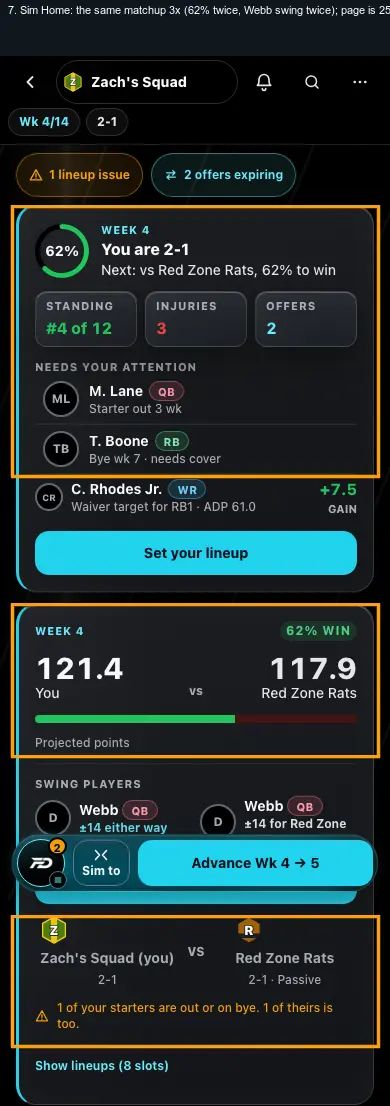 7. Sim Home: the same matchup 3x (62% twice, Webb swing twice); page is 25
Z Zach's Squad
Wk 4/14 2-1
1 lineup issue 2 offers expiring
62%
WEEK 4
You are 2-1
Next: vs Red Zone Rats, 62% to win
STANDING INJURIES OFFERS
#4 of 12 3 2
NEEDS YOUR ATTENTION
ML M. Lane QB
Starter out 3 wk
TB T. Boone RB
Bye wk 7 · needs cover
CR C. Rhodes Jr. WR +7.5
Waiver target for RB1 · ADP 61.0 GAIN
Set your lineup
WEEK 4 62% WIN
121.4 117.9
You vs Red Zone Rats
Projected points
SWING PLAYERS
D Webb QB D Webb QB
±14 either way ±14 for Red Zone
2
Sim to Advance Wk 4 → 5
Z R
Zach's Squad (you) VS Red Zone Rats
2-1 2-1 · Passive
1 of your starters are out or on bye. 1 of theirs is
too.
Show lineups (8 slots)